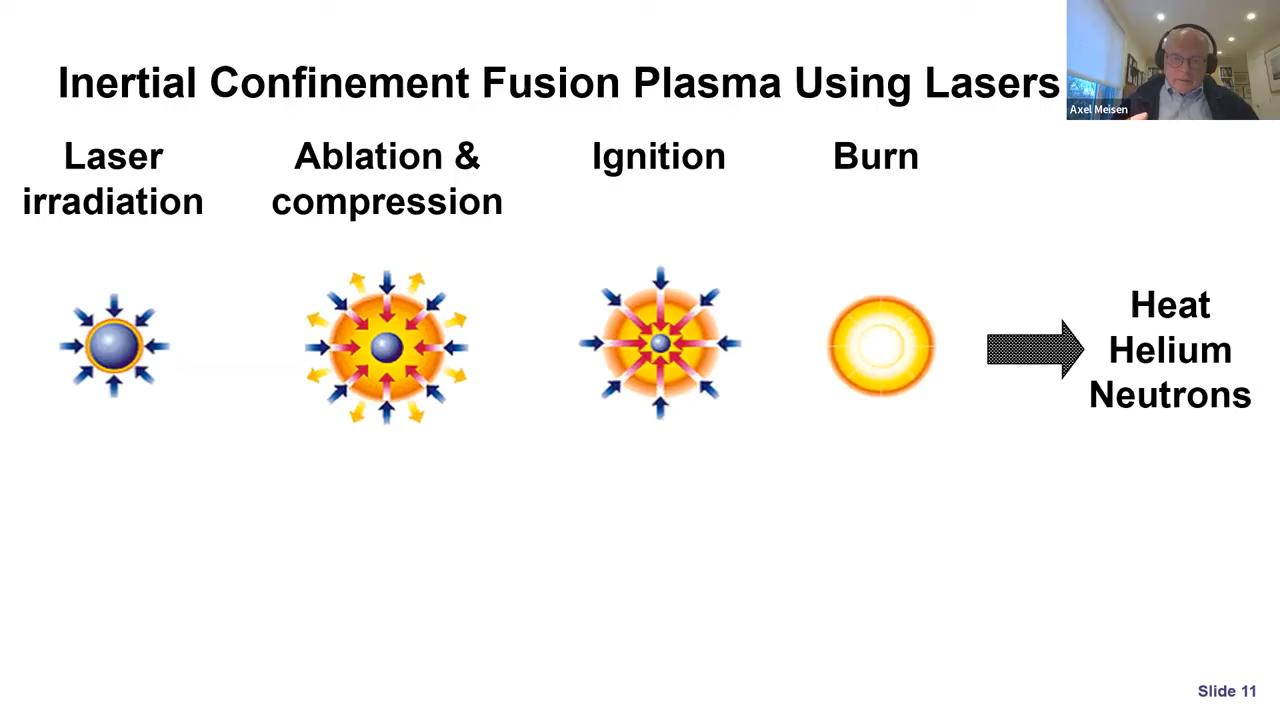 Inertial Confinement Fusion Plasma Using Lasers
Axel Meisen
Laser
irradiation
Ablation &
compression
Ignition
Burn
Heat
Helium
Neutrons
Slide 11